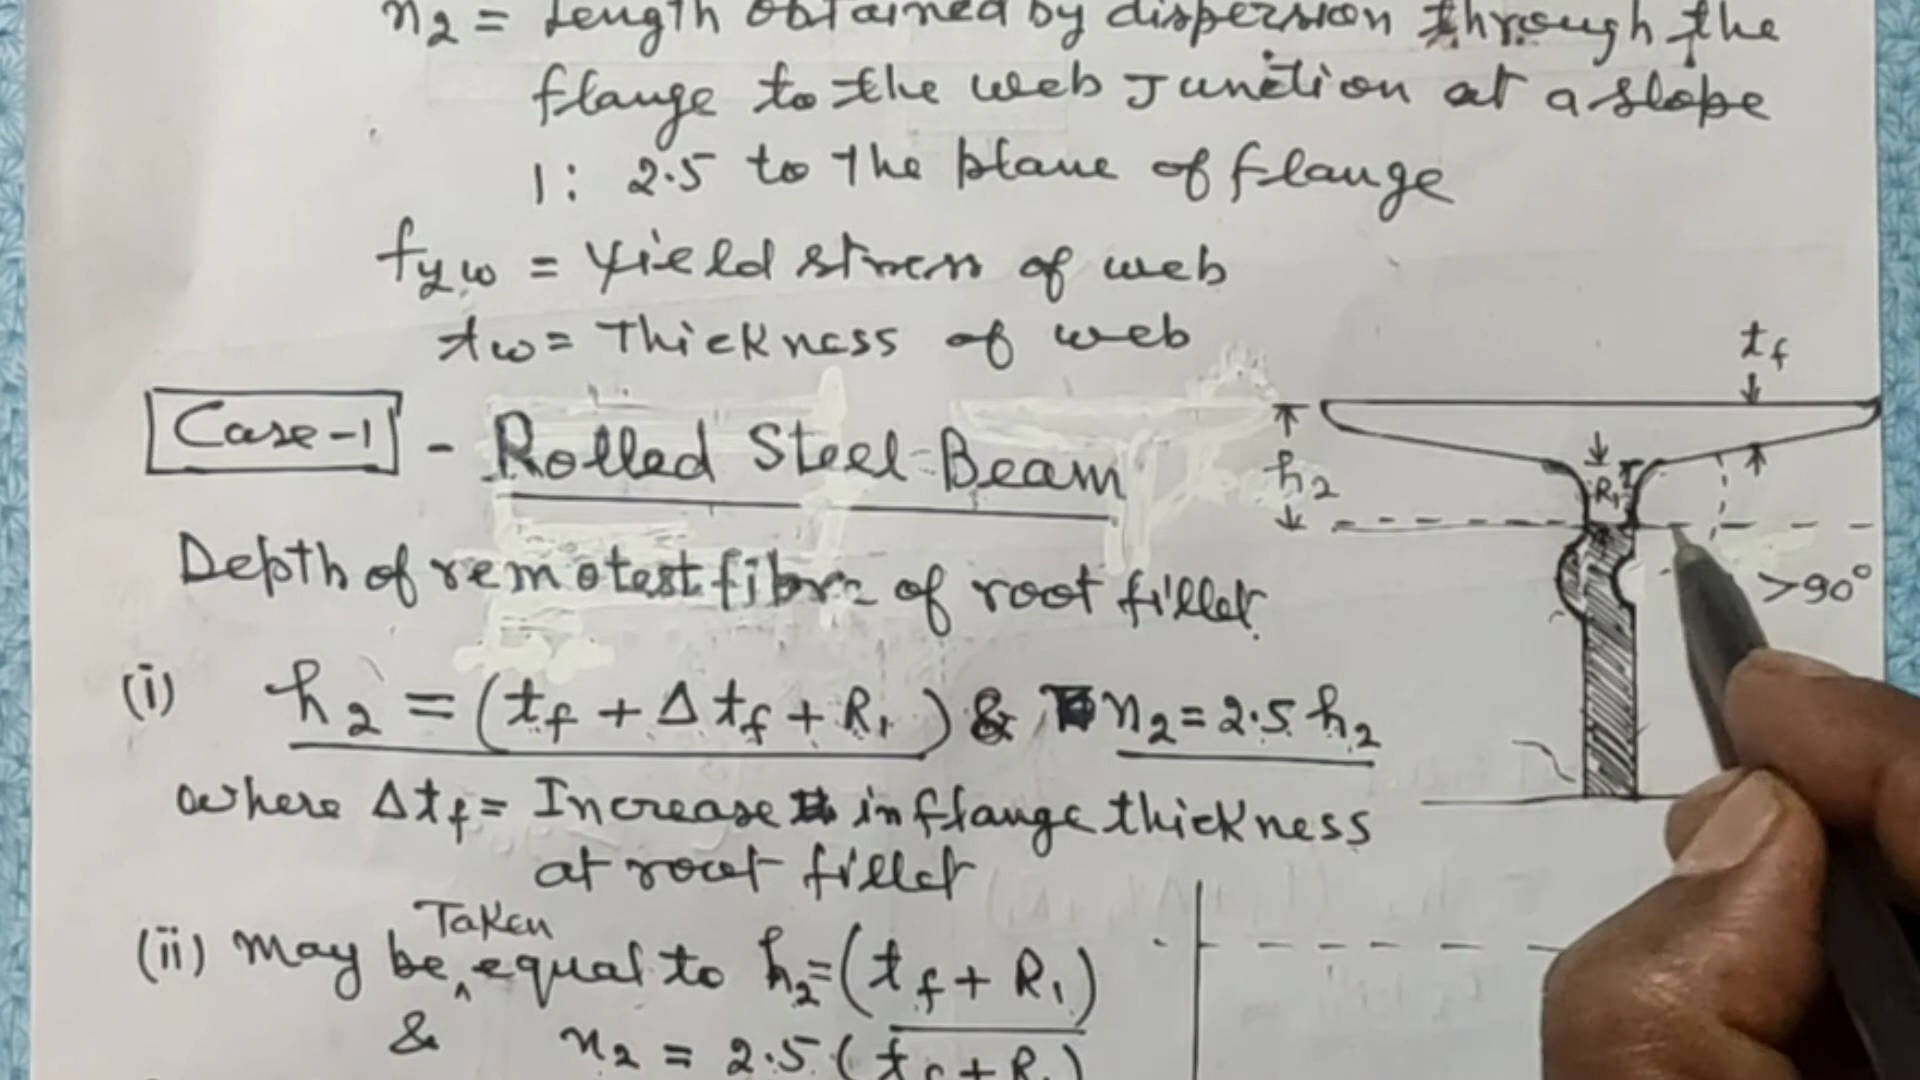 n₂ = Length obtained by dispersion through the
flange to the web Junction at a slope
1: 2.5 to the plane of flange
fyw = Yield stress of web
tw = Thickness of web
Case-1 - Rolled Steel Beam
Depth of remotest fibre of root fillet
(i) h₂ = (tf + Δtf + R₁) & n₂ = 2.5 h₂
where Δtf = Increase in flange thickness
at root fillet
(ii) May be Taken equal to h₂ = (tf + R₁)
& n₂ = 2.5 (tf + R₁)
tf
h₂
R₁
>90°